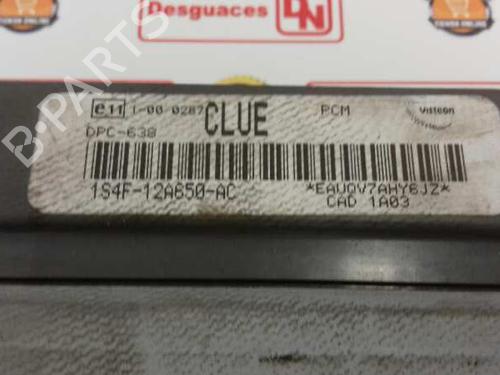 Desguaces
DN
e11 1-00 0287 CLUE PCM Visteon
DPC-638
1S4F-12A650-AC *EAUQV7AHY6JZ*
CAD 1A03
B-PARTS